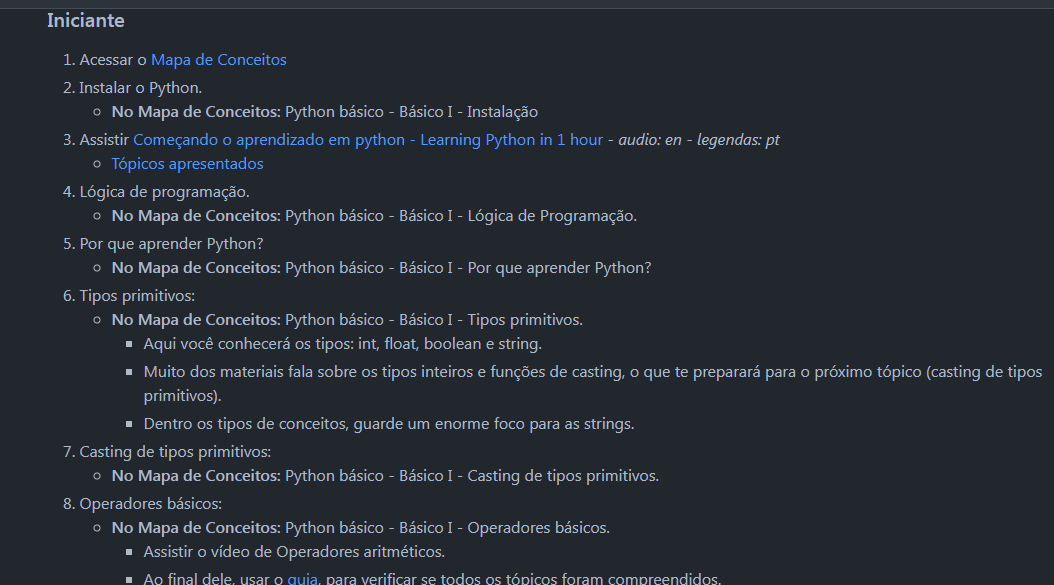 Iniciante
1. Acessar o Mapa de Conceitos
2. Instalar o Python.
No Mapa de Conceitos: Python básico - Básico I - Instalação
3. Assistir Começando o aprendizado em python - Learning Python in 1 hour - audio: en - legendas: pt
Tópicos apresentados
4. Lógica de programação.
No Mapa de Conceitos: Python básico - Básico I - Lógica de Programação.
5. Por que aprender Python?
No Mapa de Conceitos: Python básico - Básico I - Por que aprender Python?
6. Tipos primitivos:
No Mapa de Conceitos: Python básico - Básico I - Tipos primitivos.
Aqui você conhecerá os tipos: int, float, boolean e string.
Muito dos materiais fala sobre os tipos inteiros e funções de casting, o que te preparará para o próximo tópico (casting de tipos
primitivos).
Dentro os tipos de conceitos, guarde um enorme foco para as strings.
7. Casting de tipos primitivos:
No Mapa de Conceitos: Python básico - Básico I - Casting de tipos primitivos.
8. Operadores básicos:
No Mapa de Conceitos: Python básico - Básico I - Operadores básicos.
Assistir o vídeo de Operadores aritméticos.
Ao final dele, usar o guia, para verificar se todos os tópicos foram compreendidos.